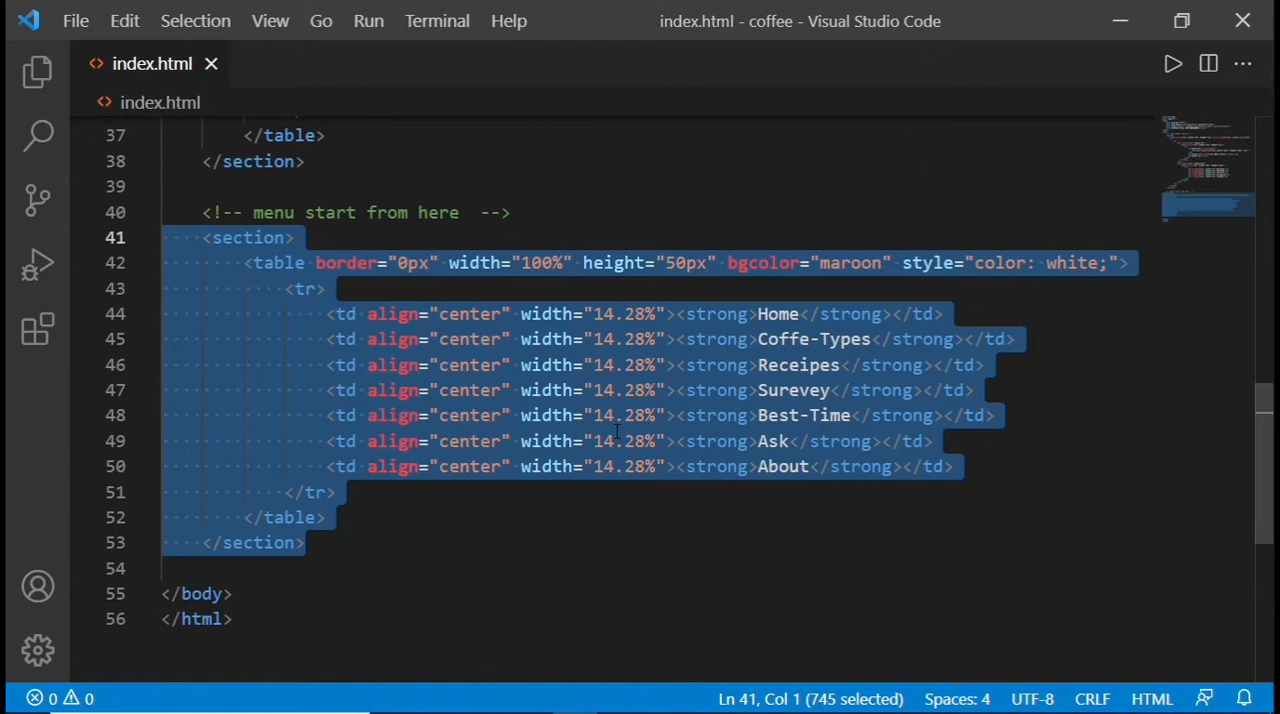 File Edit Selection View Go Run Terminal Help index.html - coffee - Visual Studio Code
index.html
index.html
37 </table>
38 </section>
39
40 <!-- menu start from here -->
41 <section>
42 <table border="0px" width="100%" height="50px" bgcolor="maroon" style="color: white;">
43 <tr>
44 <td align="center" width="14.28%"><strong>Home</strong></td>
45 <td align="center" width="14.28%"><strong>Coffe-Types</strong></td>
46 <td align="center" width="14.28%"><strong>Receipes</strong></td>
47 <td align="center" width="14.28%"><strong>Surevey</strong></td>
48 <td align="center" width="14.28%"><strong>Best-Time</strong></td>
49 <td align="center" width="14.28%"><strong>Ask</strong></td>
50 <td align="center" width="14.28%"><strong>About</strong></td>
51 </tr>
52 </table>
53 </section>
54
55 </body>
56 </html>
0 0 Ln 41, Col 1 (745 selected) Spaces: 4 UTF-8 CRLF HTML